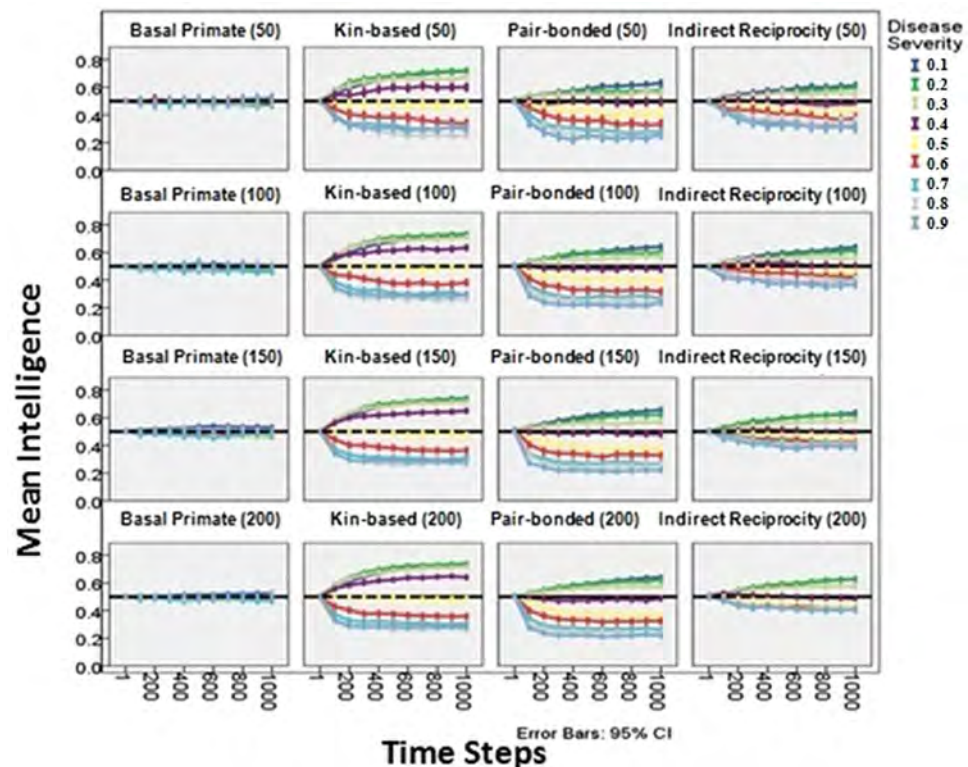 Disease
Severity
0.1
0.2
0.3
0.4
0.5
0.6
0.7
0.8
0.9
Mean Intelligence
Basal Primate (50) Kin-based (50) Pair-bonded (50) Indirect Reciprocity (50)
0.8
0.6
0.4
0.2
0.0
Basal Primate (100) Kin-based (100) Pair-bonded (100) Indirect Reciprocity (100)
0.8
0.6
0.4
0.2
0.0
Basal Primate (150) Kin-based (150) Pair-bonded (150) Indirect Reciprocity (150)
0.8
0.6
0.4
0.2
0.0
Basal Primate (200) Kin-based (200) Pair-bonded (200) Indirect Reciprocity (200)
0.8
0.6
0.4
0.2
0.0
1 200 400 600 800 1000 1 200 400 600 800 1000 1 200 400 600 800 1000 1 200 400 600 800 1000
Error Bars: 95% CI
Time Steps